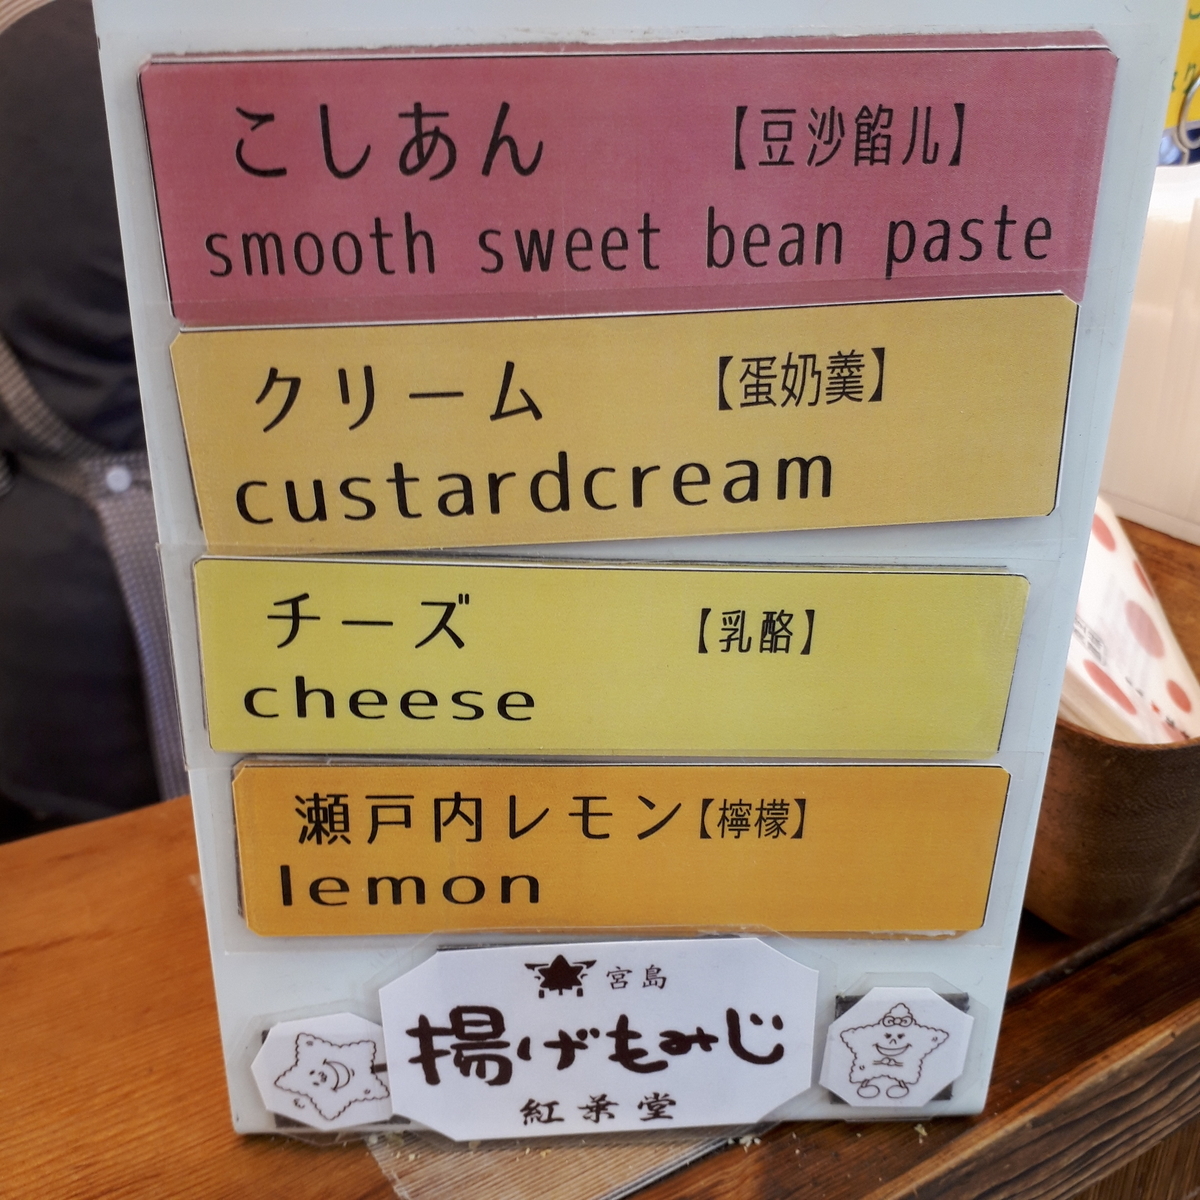 こしあん 【豆沙餡儿】
smooth sweet bean paste
クリーム 【蛋奶羹】
custardcream
チーズ 【乳酪】
cheese
瀬戸内レモン【檸檬】
lemon
宮島
揚げもみじ
紅葉堂